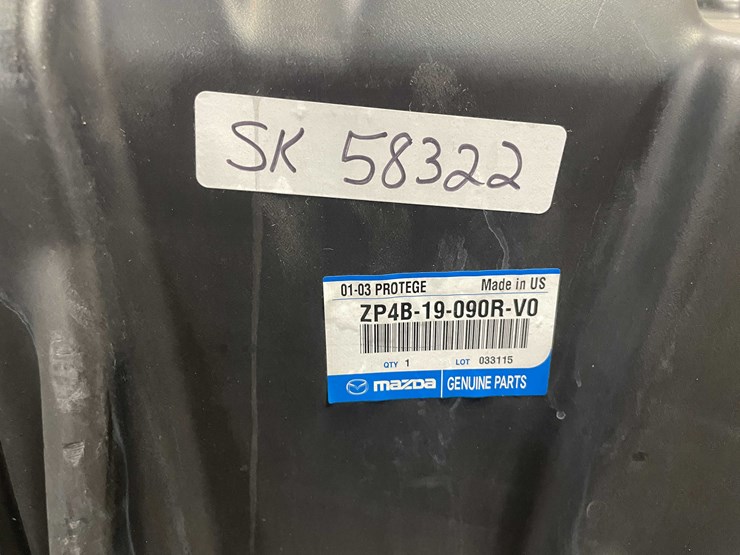 SK 58322
01-03 PROTEGE Made in US
ZP4B-19-090R-V0
QTY 1 LOT 033115
mazda GENUINE PARTS